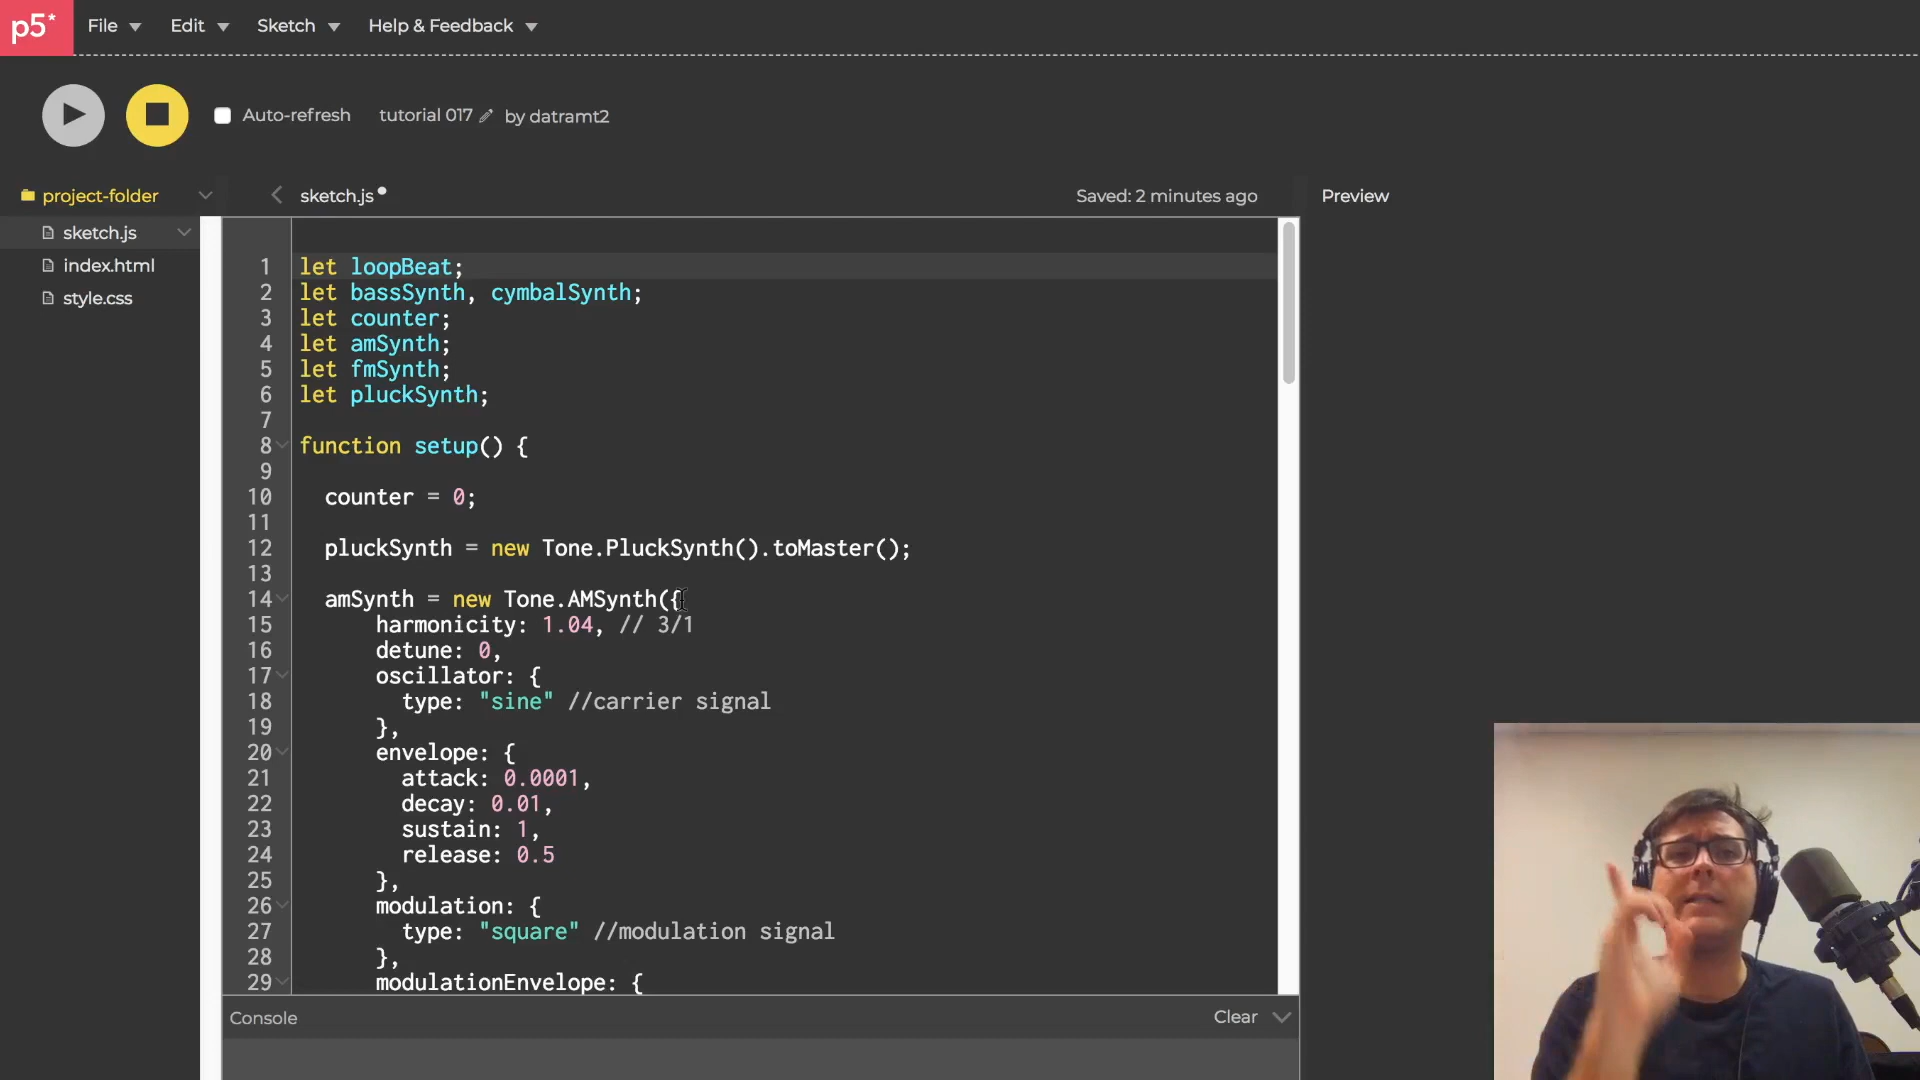 p5*
File
Edit
Sketch
Help & Feedback
Auto-refresh
tutorial 017
by datramt2
project-folder
sketch.js
index.html
style.css
sketch.js
Saved: 2 minutes ago
Preview
1 let loopBeat;
2 let bassSynth, cymbalSynth;
3 let counter;
4 let amSynth;
5 let fmSynth;
6 let pluckSynth;
7
8 function setup() {
9
10 counter = 0;
11
12 pluckSynth = new Tone.PluckSynth().toMaster();
13
14 amSynth = new Tone.AMSynth({
15 harmonicity: 1.04, // 3/1
16 detune: 0,
17 oscillator: {
18 type: "sine" //carrier signal
19 },
20 envelope: {
21 attack: 0.0001,
22 decay: 0.01,
23 sustain: 1,
24 release: 0.5
25 },
26 modulation: {
27 type: "square" //modulation signal
28 },
29 modulationEnvelope: {
Console
Clear